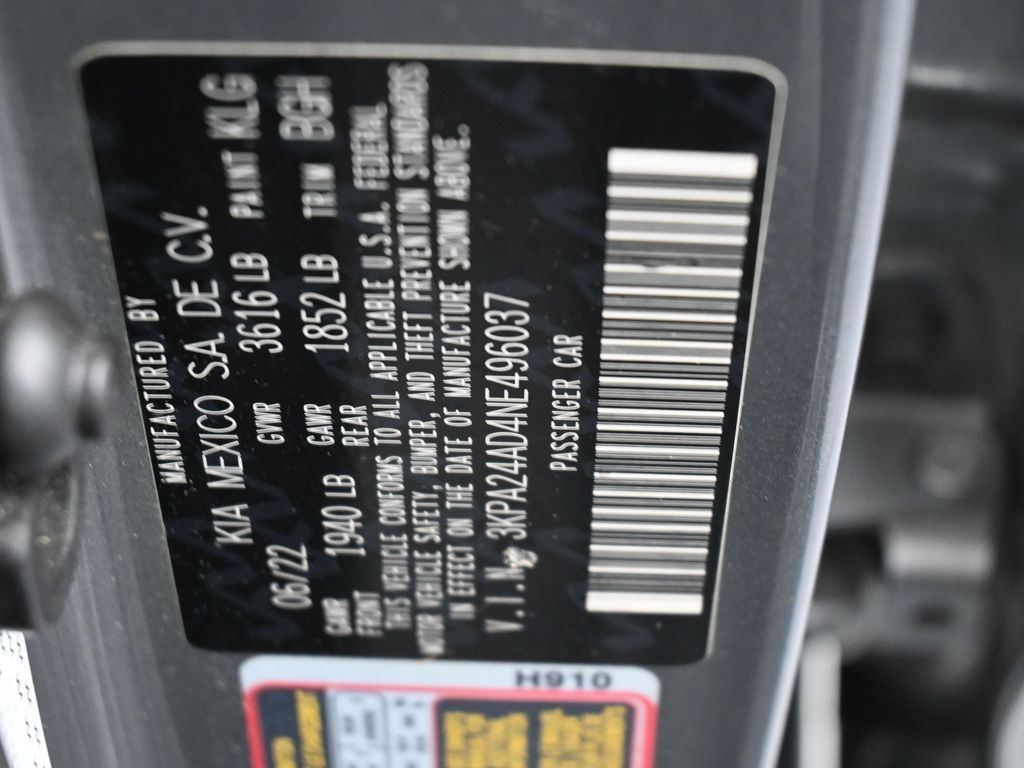 MANUFACTURED BY
KIA MEXICO S.A. DE C.V.
06/22 GVWR 3616 LB PAINT KLG
GAWR FRONT 1940 LB GAWR REAR 1852 LB TRIM BGH
THIS VEHICLE CONFORMS TO ALL APPLICABLE U.S.A. FEDERAL
MOTOR VEHICLE SAFETY, BUMPER, AND THEFT PREVENTION STANDARDS
IN EFFECT ON THE DATE OF MANUFACTURE SHOWN ABOVE.
V.I.N: 3KPA24AD4NE496037
PASSENGER CAR
H910